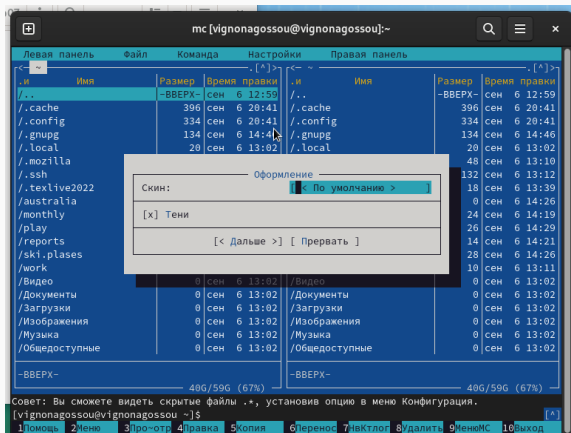 mc [vignonagossou@vignonagossou]:~
Левая панель Файл Команда Настройки Правая панель
<- ~ .[^]> <- ~ .[^]>
.и Имя Размер Время правки .и Имя Размер Время правки
/.. -ВВЕРХ- сен 6 12:59 /.. -ВВЕРХ- сен 6 12:59
/.cache 396 сен 6 20:41 /.cache 396 сен 6 20:41
/.config 334 сен 6 20:41 /.config 334 сен 6 20:41
/.gnupg 134 сен 6 14:46 /.gnupg 134 сен 6 14:46
/.local 20 сен 6 13:02 /.local 20 сен 6 13:02
/.mozilla 48 сен 6 13:10
/.ssh 132 сен 6 13:12
/.texlive2022 18 сен 6 13:39
/australia 0 сен 6 14:26
/monthly 24 сен 6 14:19
/play 26 сен 6 14:29
/reports 14 сен 6 14:21
/ski.plases 28 сен 6 14:26
/work 10 сен 6 13:11
Оформление
Скин: [ < По умолчанию > ]
[x] Тени
[< Дальше >] [ Прервать ]
/Видео 0 сен 6 13:02 /Видео 0 сен 6 13:02
/Документы 0 сен 6 13:02 /Документы 0 сен 6 13:02
/Загрузки 0 сен 6 13:02 /Загрузки 0 сен 6 13:02
/Изображения 0 сен 6 13:02 /Изображения 0 сен 6 13:02
/Музыка 0 сен 6 13:02 /Музыка 0 сен 6 13:02
/Общедоступные 0 сен 6 13:02 /Общедоступные 0 сен 6 13:02
-ВВЕРХ- -ВВЕРХ-
40G/59G (67%) 40G/59G (67%)
Совет: Вы сможете видеть скрытые файлы .*, установив опцию в меню Конфигурация.
[vignonagossou@vignonagossou ~]$ [^]
1Помощь 2Меню 3Про~отр 4Правка 5Копия 6Перенос 7НвКтлог 8Удалить 9МенюМС 10Выход